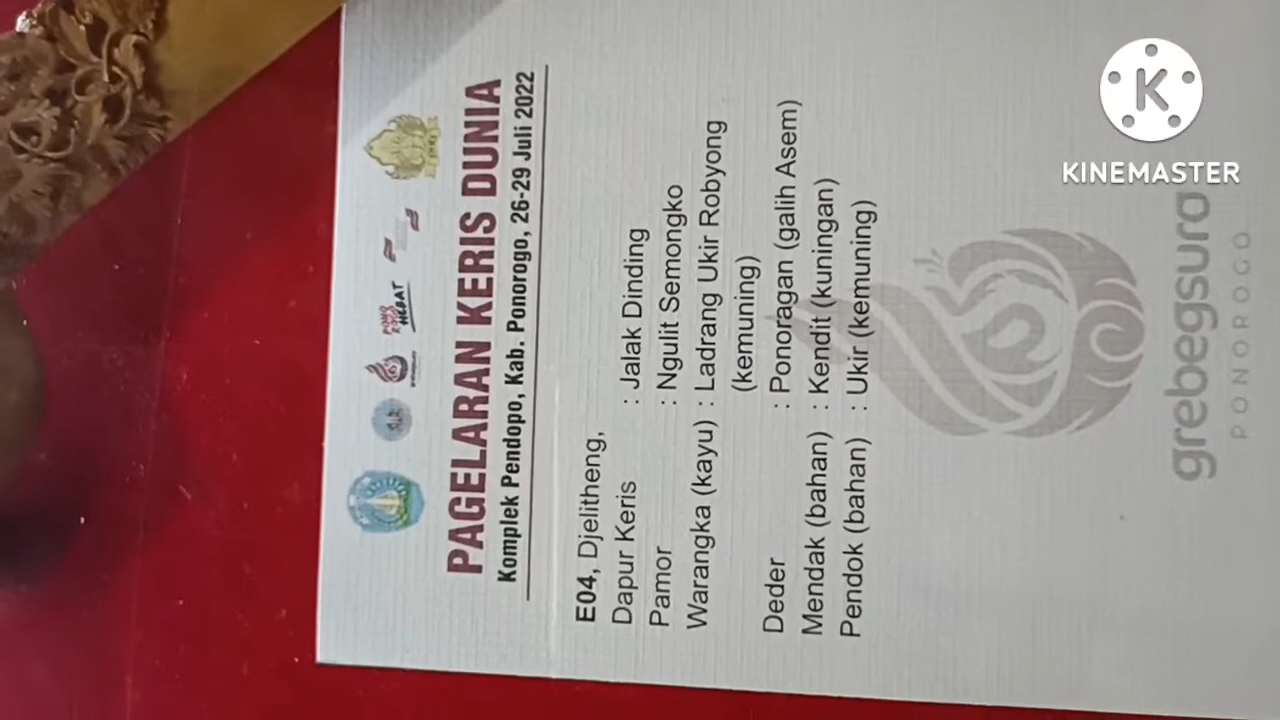 PONOROGO HEBAT
PAGELARAN KERIS DUNIA
Komplek Pendopo, Kab. Ponorogo, 26-29 Juli 2022
E04, Djelitheng,
Dapur Keris : Jalak Dinding
Pamor : Ngulit Semongko
Warangka (kayu) : Ladrang Ukir Robyong
(kemuning)
Deder : Ponoragan (galih Asem)
Mendak (bahan) : Kendit (kuningan)
Pendok (bahan) : Ukir (kemuning)
grebegsuro
PONOROGO
KINEMASTER